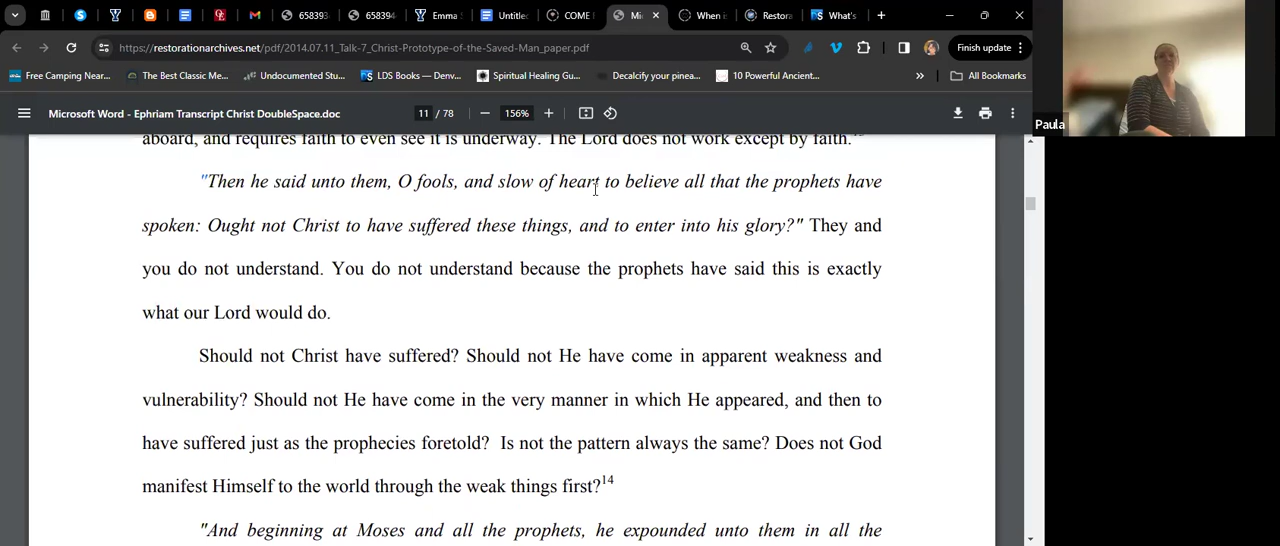 65839
65839
Emma
Untitle
COME
Mi
When is
Restora
What's
https://restorationarchives.net/pdf/2014.07.11_Talk-7_Christ-Prototype-of-the-Saved-Man_paper.pdf
Finish update
Free Camping Near...
The Best Classic Me...
Undocumented Stu...
LDS Books — Denv...
Spiritual Healing Gu...
Decalcify your pinea...
10 Powerful Ancient...
All Bookmarks
Microsoft Word - Ephriam Transcript Christ DoubleSpace.doc
11 / 78
156%
Paula
aboard, and requires faith to even see it is underway. The Lord does not work except by faith.
"Then he said unto them, O fools, and slow of heart to believe all that the prophets have
spoken: Ought not Christ to have suffered these things, and to enter into his glory?" They and
you do not understand. You do not understand because the prophets have said this is exactly
what our Lord would do.
Should not Christ have suffered? Should not He have come in apparent weakness and
vulnerability? Should not He have come in the very manner in which He appeared, and then to
have suffered just as the prophecies foretold? Is not the pattern always the same? Does not God
manifest Himself to the world through the weak things first?14
"And beginning at Moses and all the prophets, he expounded unto them in all the